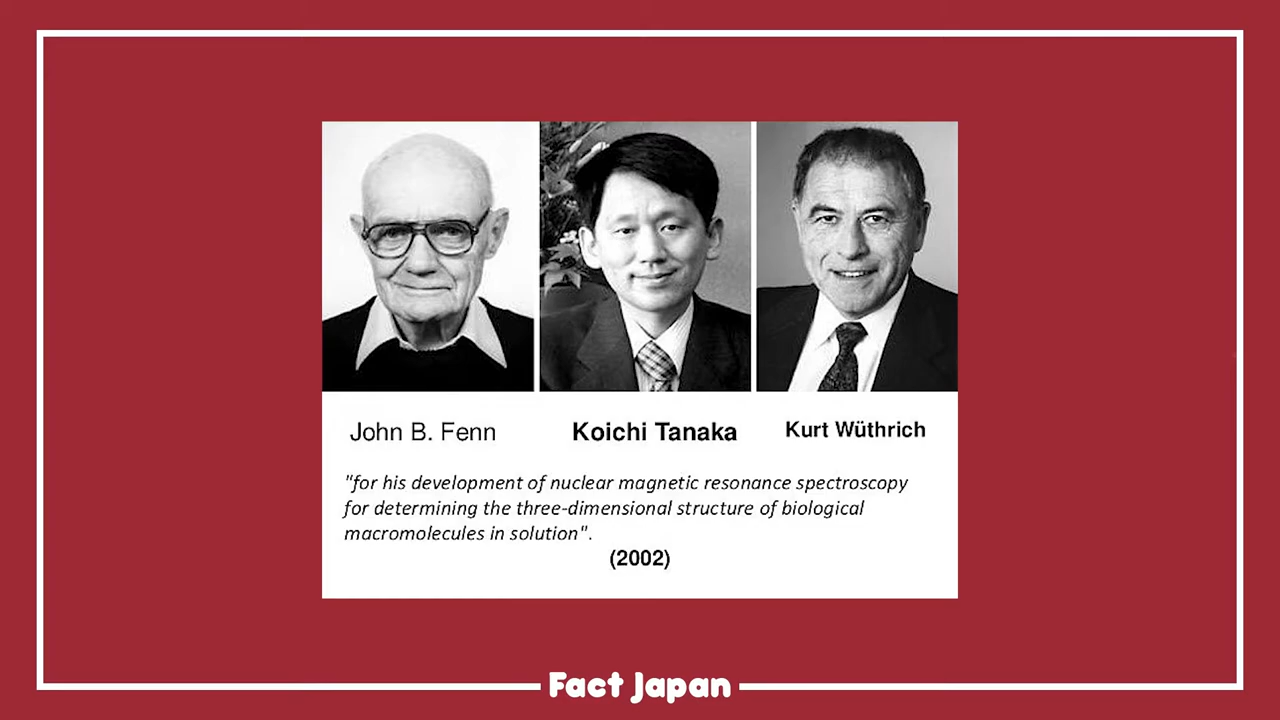 John B. Fenn Koichi Tanaka Kurt Wüthrich
"for his development of nuclear magnetic resonance spectroscopy
for determining the three-dimensional structure of biological
macromolecules in solution".
(2002)
Fact Japan